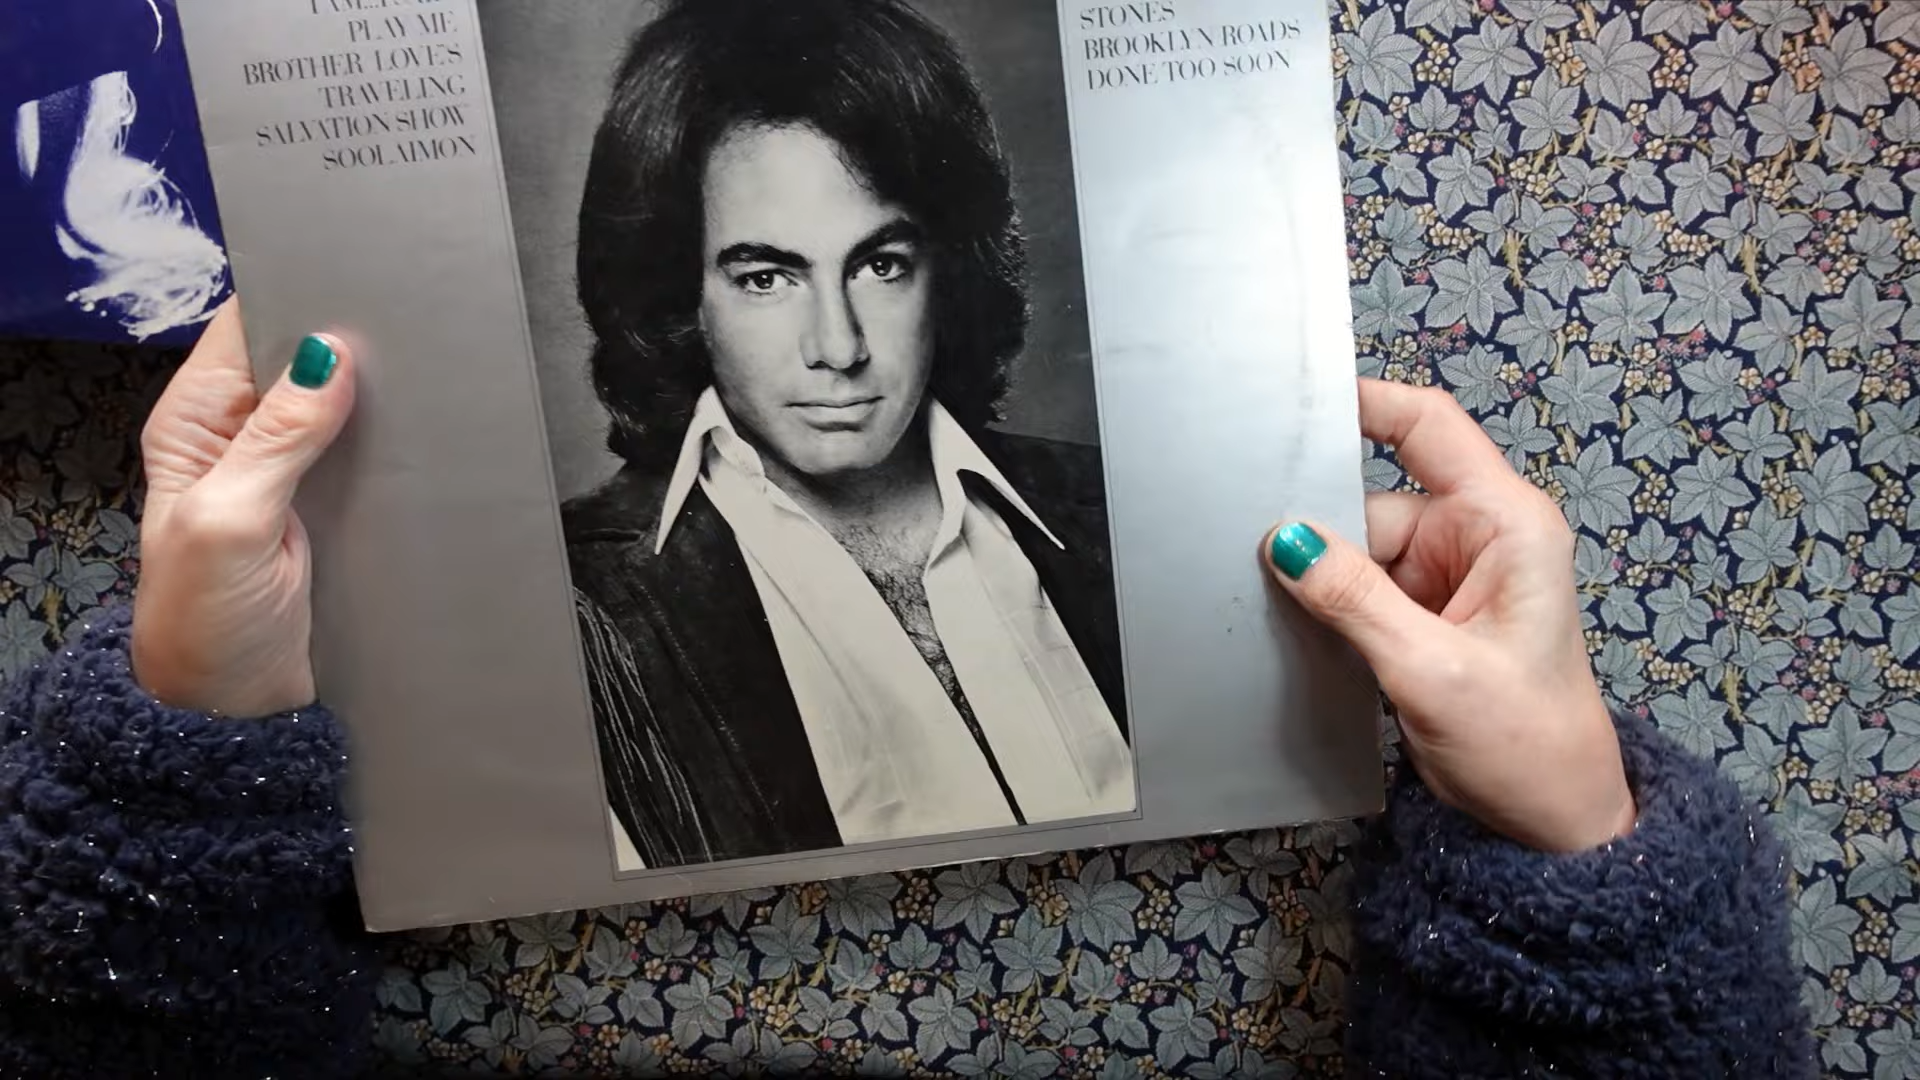 PLAY ME
BROTHER LOVE'S
TRAVELING
SALVATION SHOW
SOOLAIMON
STONES
BROOKLYN ROADS
DONE TOO SOON